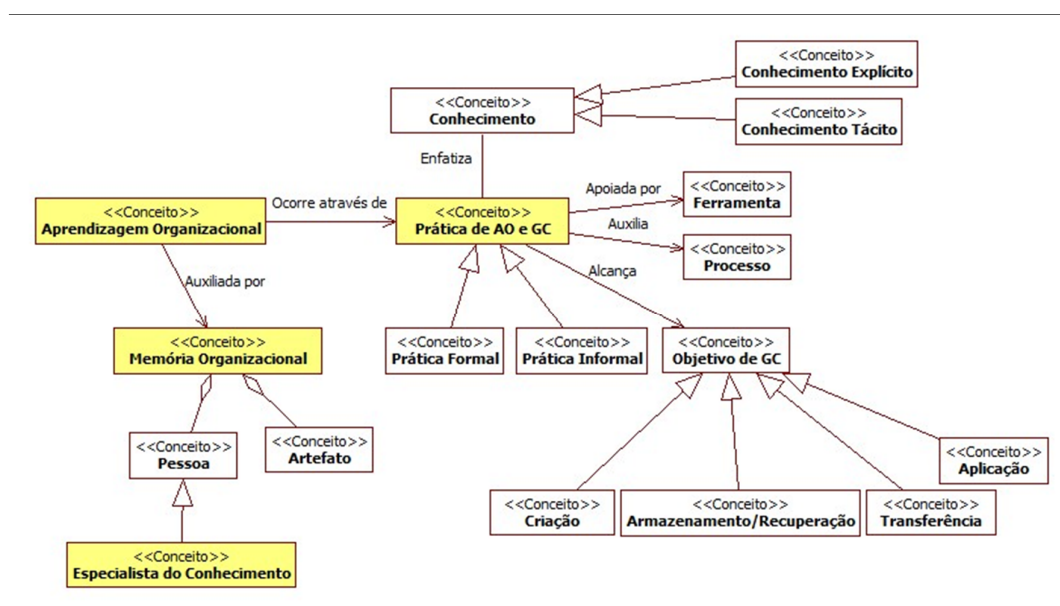 <<Conceito>>
Conhecimento Explícito
<<Conceito>>
Conhecimento
<<Conceito>>
Conhecimento Tácito
Enfatiza
<<Conceito>>
Aprendizagem Organizacional
Ocorre através de
<<Conceito>>
Prática de AO e GC
Apoiada por
<<Conceito>>
Ferramenta
Auxilia
<<Conceito>>
Processo
Alcança
Auxiliada por
<<Conceito>>
Memória Organizacional
<<Conceito>>
Prática Formal
<<Conceito>>
Prática Informal
<<Conceito>>
Objetivo de GC
<<Conceito>>
Pessoa
<<Conceito>>
Artefato
<<Conceito>>
Aplicação
<<Conceito>>
Criação
<<Conceito>>
Armazenamento/Recuperação
<<Conceito>>
Transferência
<<Conceito>>
Especialista do Conhecimento